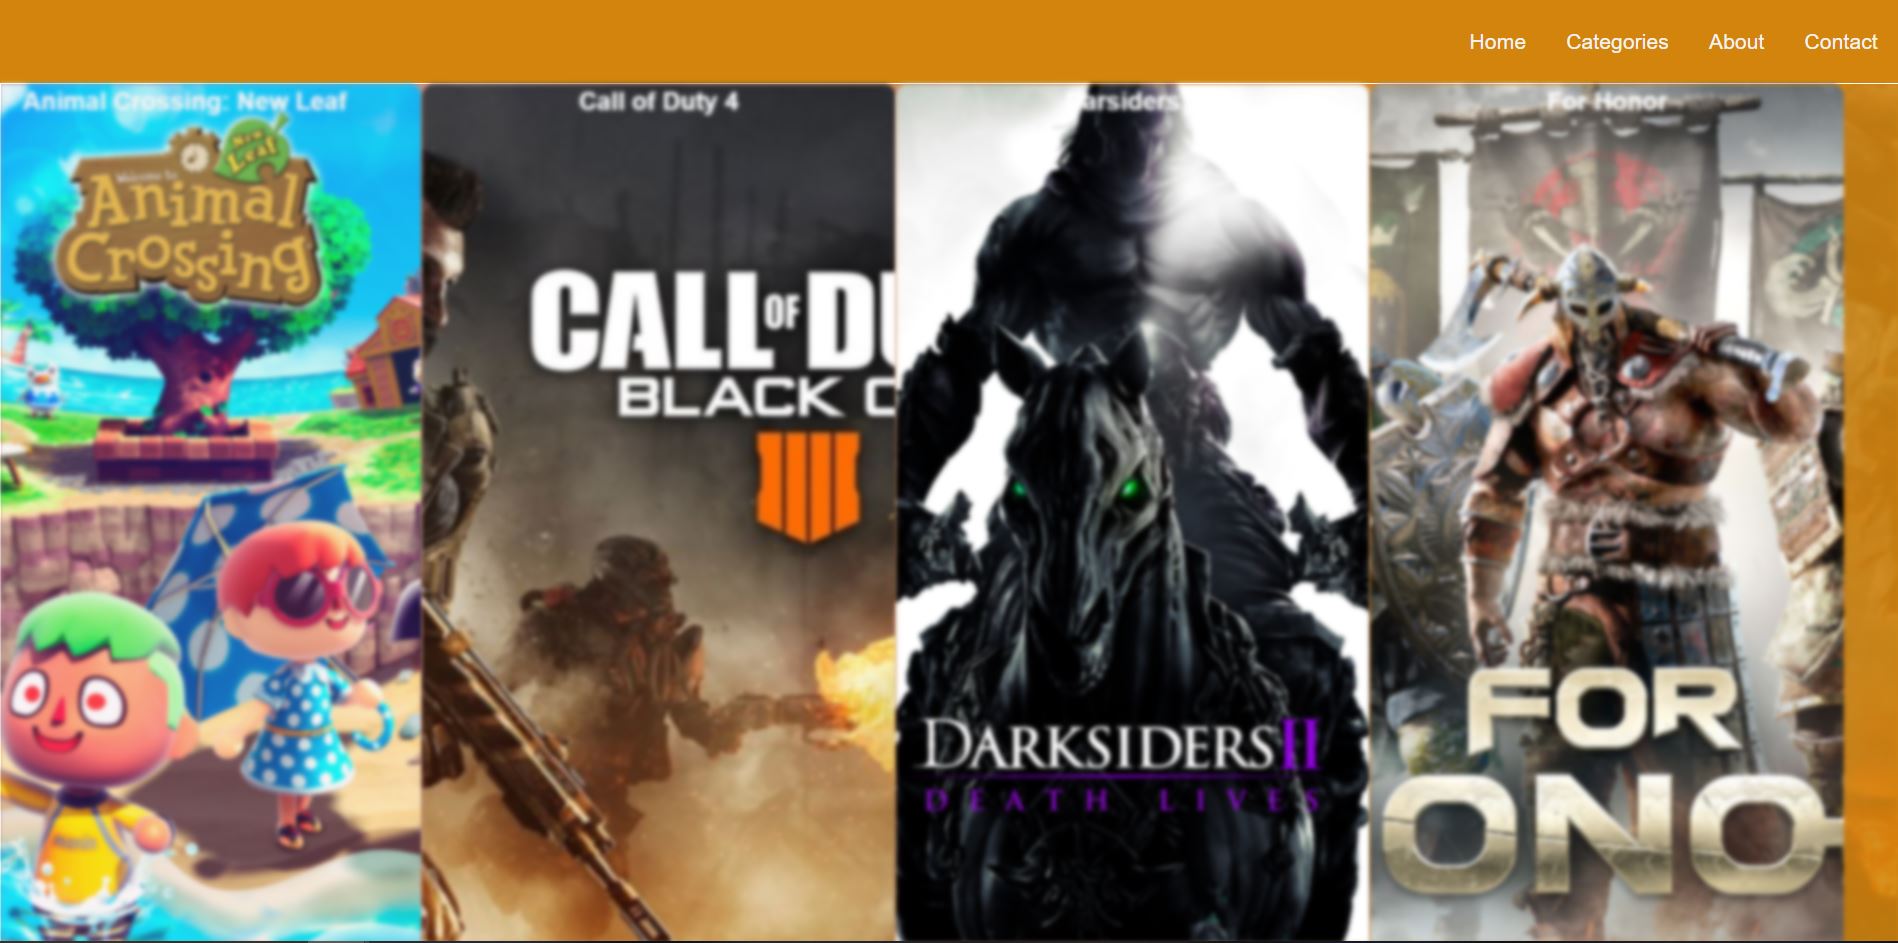 Home Categories About Contact
Animal Crossing: New Leaf
Call of Duty 4
arsiders
For Honor
Welcome to
New
Leaf
Animal
Crossing
CALL OF DU
BLACK O
DARKSIDERS II
DEATH LIVES
FOR
ONO